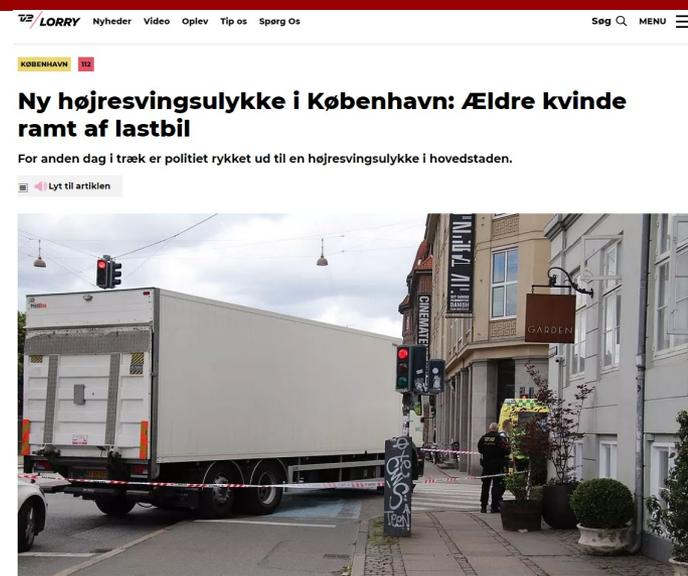 TV2/LORRY Nyheder Video Oplev Tip os Spørg Os Søg MENU
KØBENHAVN 112
Ny højresvingsulykke i København: Ældre kvinde
ramt af lastbil
For anden dag i træk er politiet rykket ud til en højresvingsulykke i hovedstaden.
Lyt til artiklen
CINEMATE
GARDEN